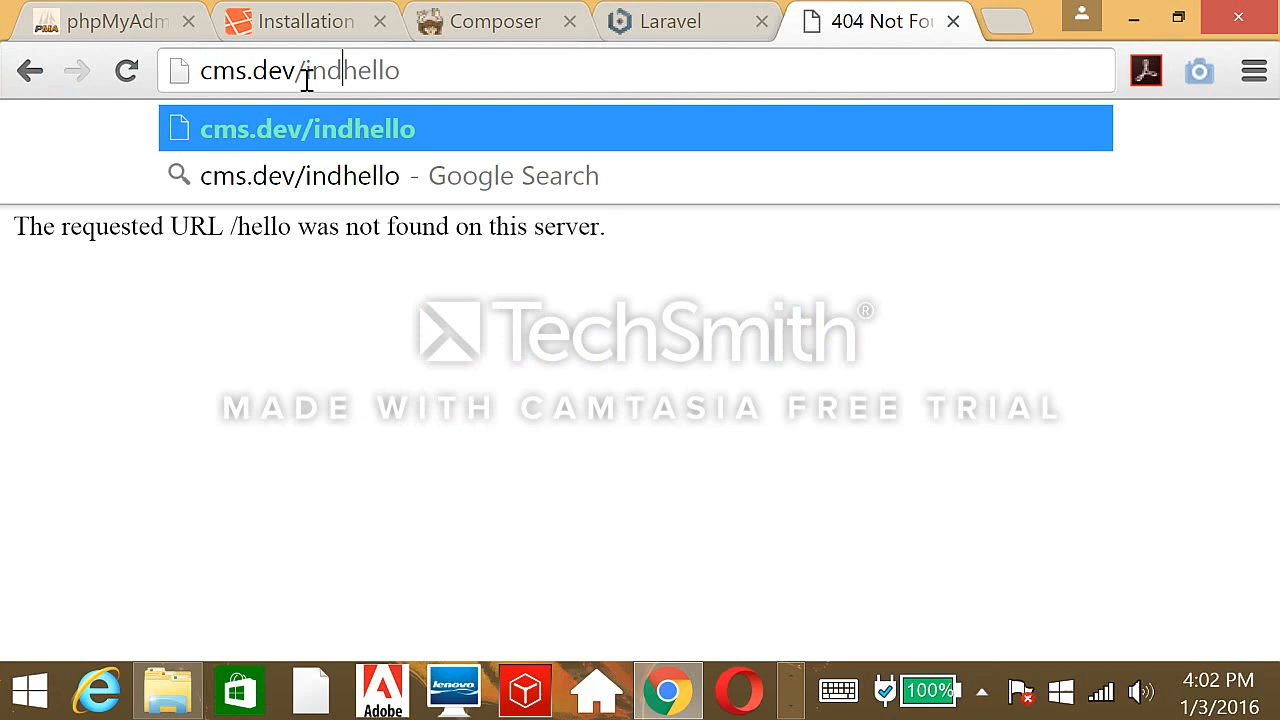 phpMyAdm
Installation
Composer
Laravel
404 Not Fou
cms.dev/indhello
cms.dev/indhello
cms.dev/indhello - Google Search
The requested URL /hello was not found on this server.
TechSmith®
MADE WITH CAMTASIA FREE TRIAL
PMA
Adobe
lenovo
100%
4:02 PM
1/3/2016